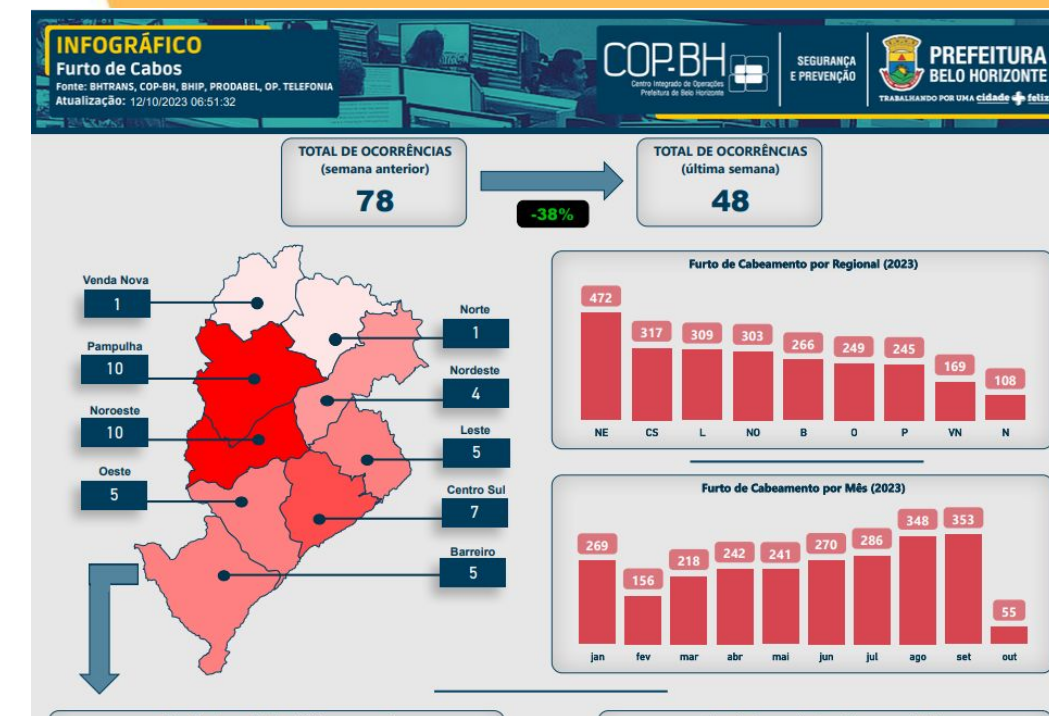 INFOGRÁFICO
Furto de Cabos
Fonte: BHTRANS, COP-BH, BHIP, PRODABEL, OP. TELEFONIA
Atualização: 12/10/2023 06:51:32
COP-BH
Centro Integrado de Operações
Prefeitura de Belo Horizonte
SEGURANÇA
E PREVENÇÃO
PREFEITURA
BELO HORIZONTE
TRABALHANDO POR UMA cidade + feliz
TOTAL DE OCORRÊNCIAS
(semana anterior)
78
-38%
TOTAL DE OCORRÊNCIAS
(última semana)
48
Venda Nova
1
Pampulha
10
Noroeste
10
Oeste
5
Norte
1
Nordeste
4
Leste
5
Centro Sul
7
Barreiro
5
Furto de Cabeamento por Regional (2023)
472 317 309 303 266 249 245 169 108
NE CS L NO B O P VN N
Furto de Cabeamento por Mês (2023)
269 156 218 242 241 270 286 348 353 55
jan fev mar abr mai jun jul ago set out